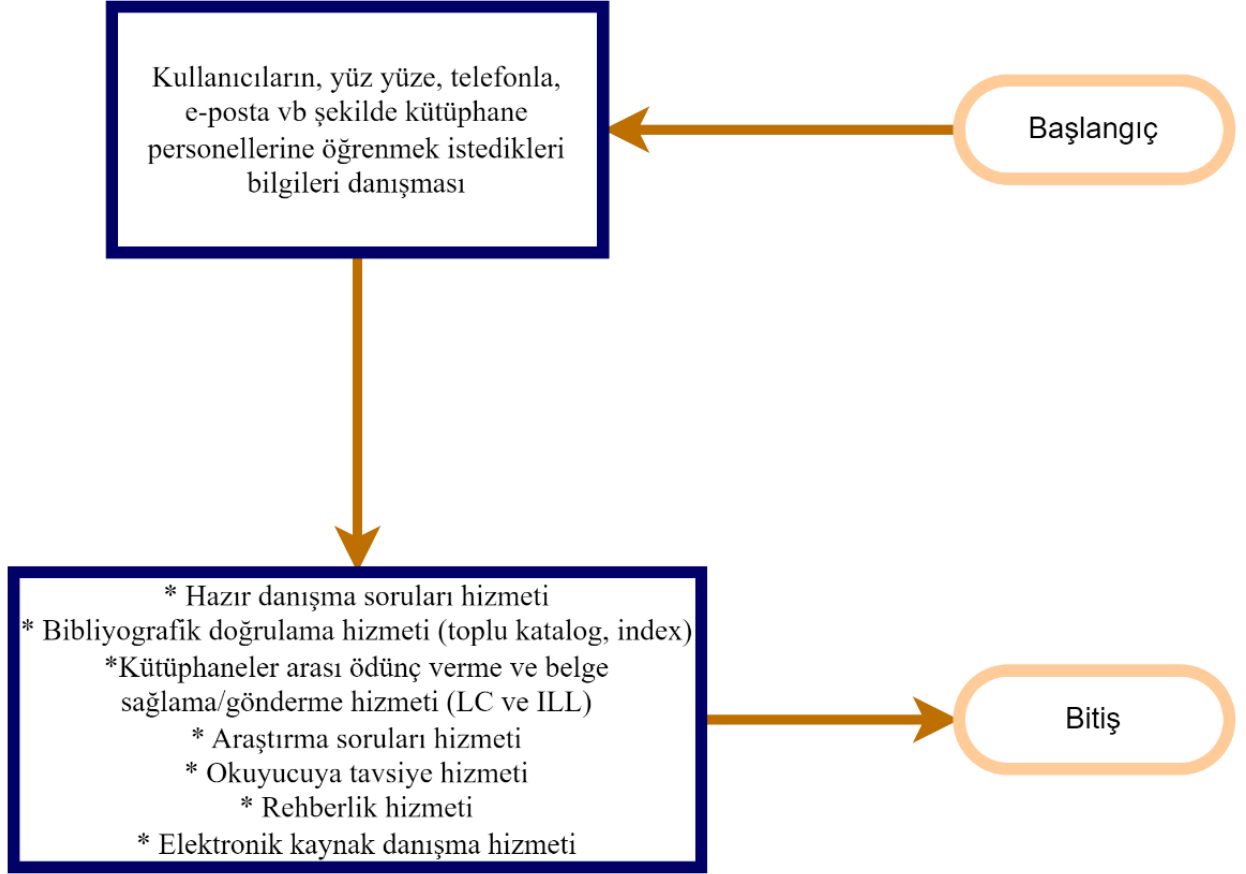 Başlangıç
Kullanıcıların, yüz yüze, telefonla,
e-posta vb şekilde kütüphane
personellerine öğrenmek istedikleri
bilgileri danışması
* Hazır danışma soruları hizmeti
* Bibliyografik doğrulama hizmeti (toplu katalog, index)
*Kütüphaneler arası ödünç verme ve belge
sağlama/gönderme hizmeti (LC ve ILL)
* Araştırma soruları hizmeti
* Okuyucuya tavsiye hizmeti
* Rehberlik hizmeti
* Elektronik kaynak danışma hizmeti
Bitiş